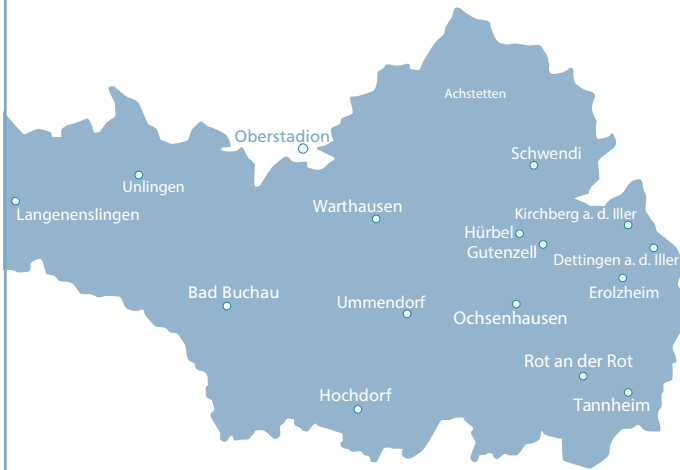 Achstetten
Oberstadion
Schwendi
Unlingen
Langenenslingen
Warthausen
Kirchberg a. d. Iller
Hürbel
Gutenzell
Dettingen a. d. Iller
Bad Buchau
Ummendorf
Erolzheim
Ochsenhausen
Rot an der Rot
Hochdorf
Tannheim